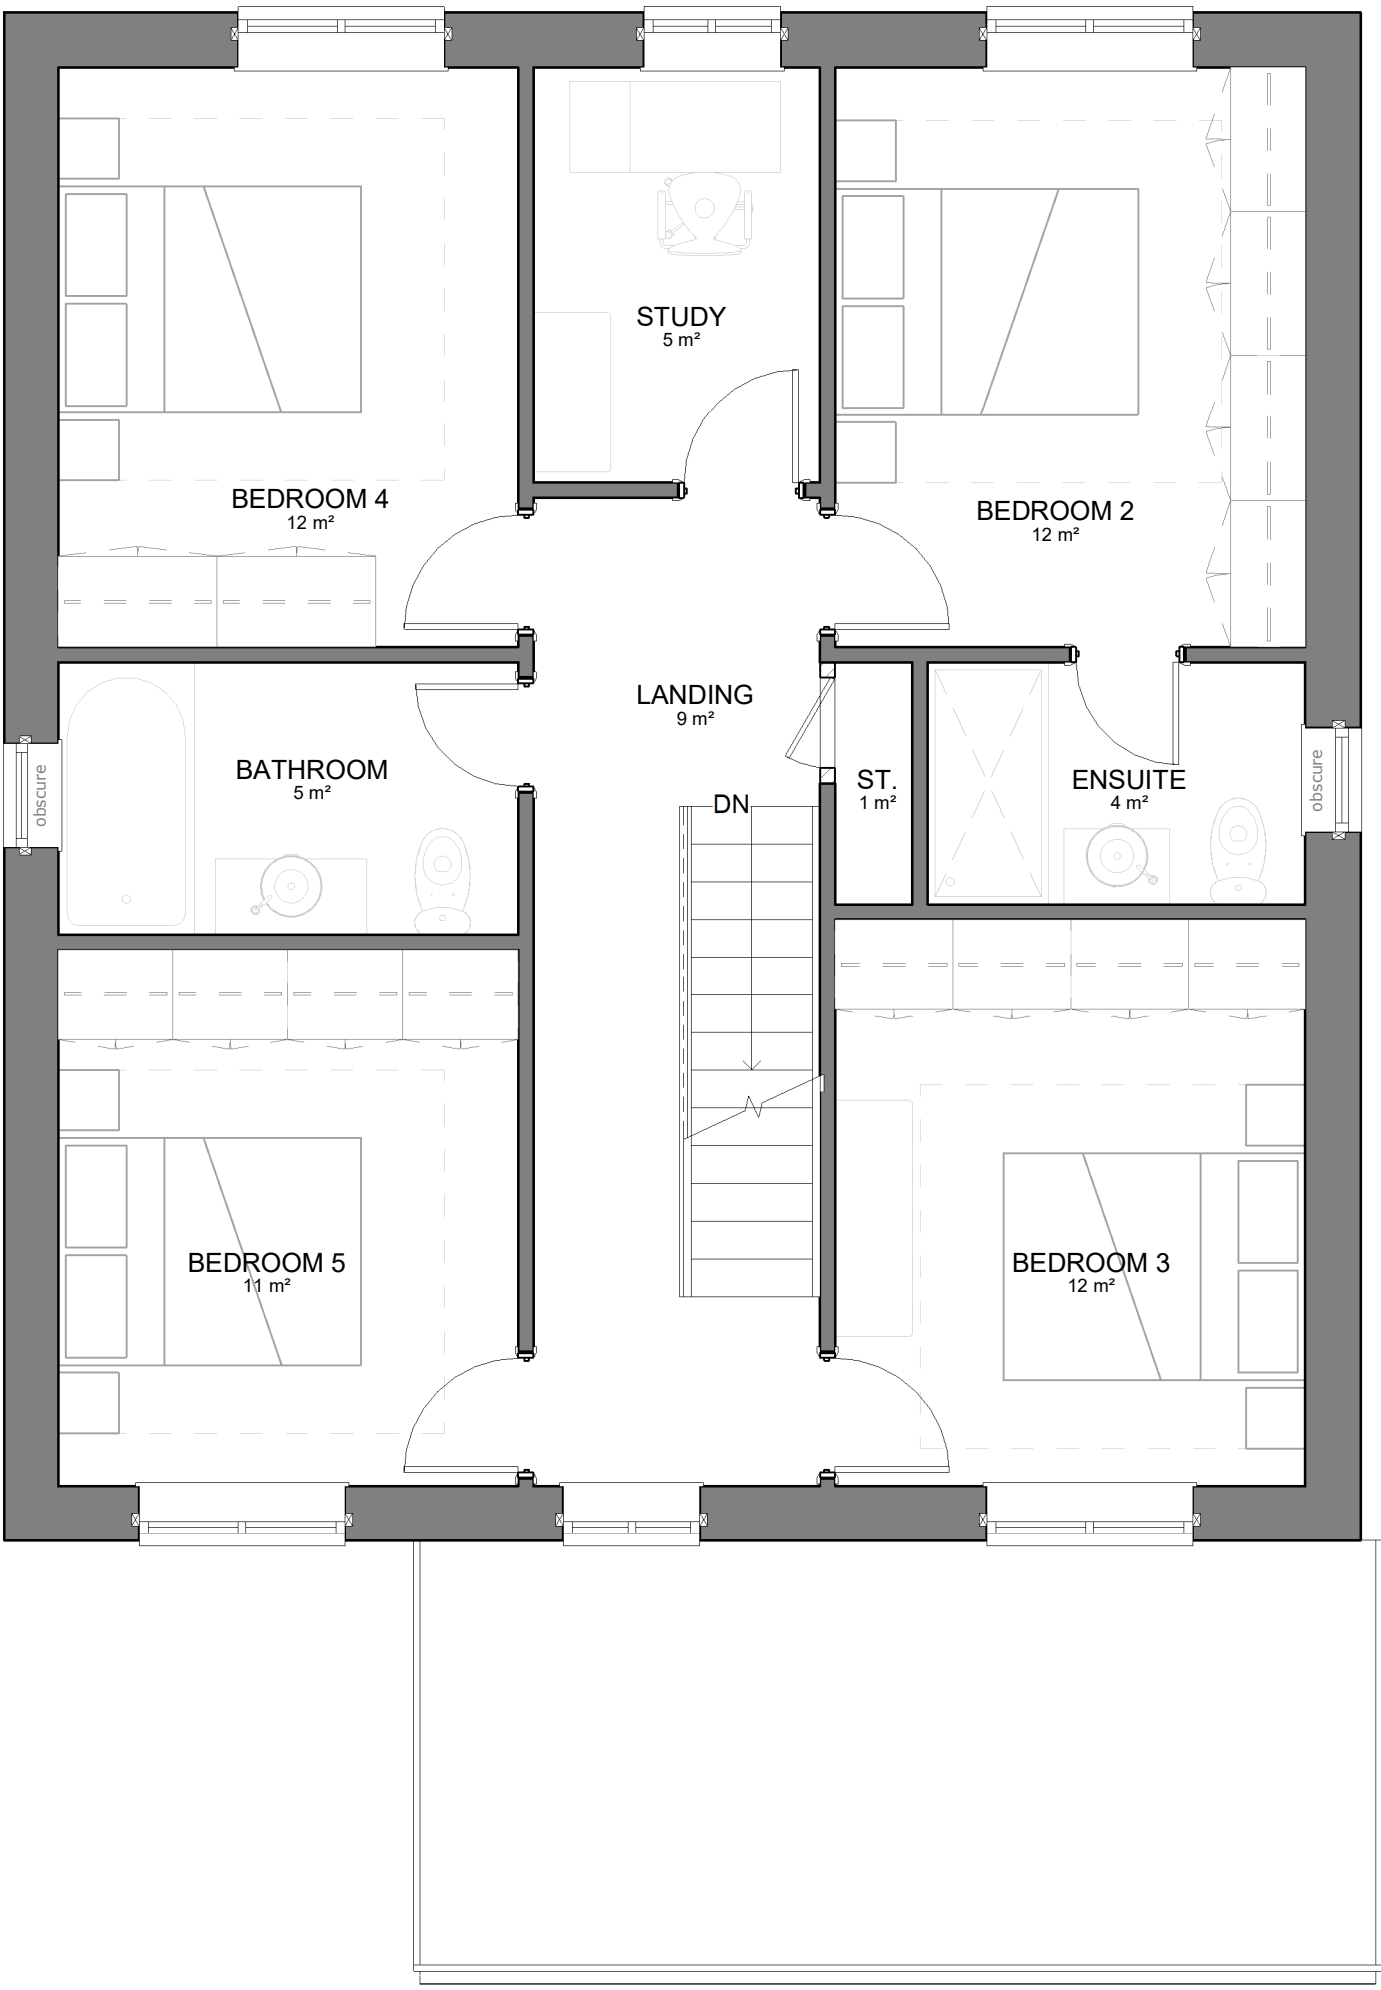 STUDY
5 m²
BEDROOM 4
12 m²
BEDROOM 2
12 m²
LANDING
9 m²
BATHROOM
5 m²
obscure
DN
ST.
1 m²
ENSUITE
4 m²
obscure
BEDROOM 5
11 m²
BEDROOM 3
12 m²